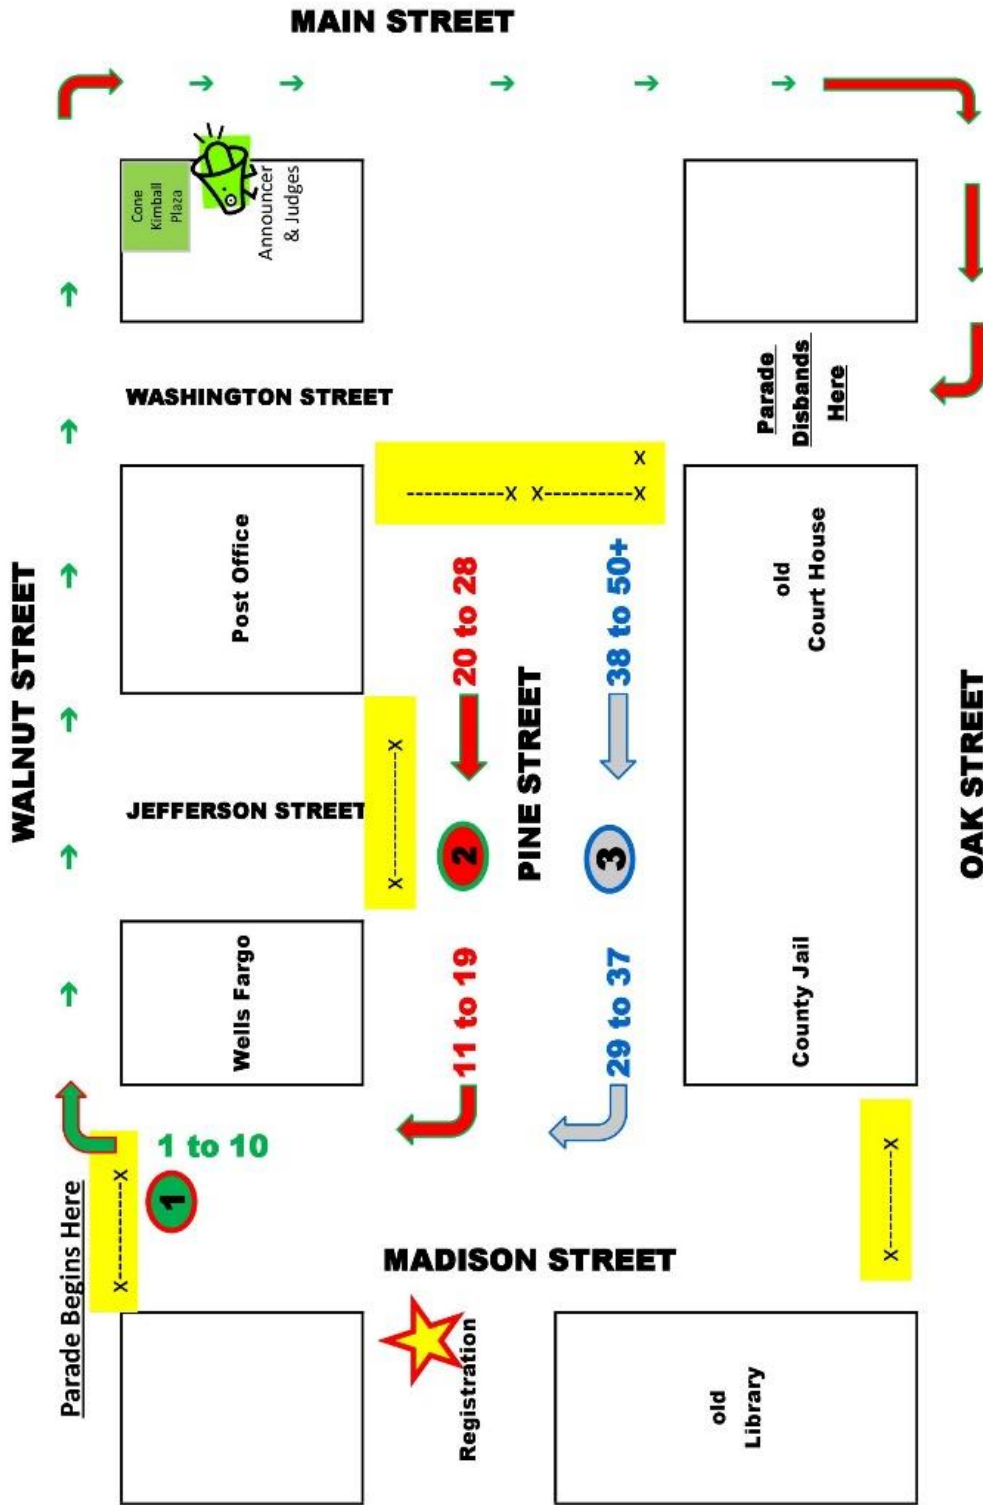 MAIN STREET
Cone
Kimball
Plaza
Announcer
& Judges
WASHINGTON STREET
Parade
Disbands
Here
WALNUT STREET
Post Office
------------X X-----------X
X
20 to 28
38 to 50+
old
Court House
JEFFERSON STREET
X--------------X
PINE STREET
2
3
OAK STREET
Wells Fargo
11 to 19
29 to 37
County Jail
Parade Begins Here
X-----------X
1 to 10
1
MADISON STREET
X-----------X
Registration
old
Library